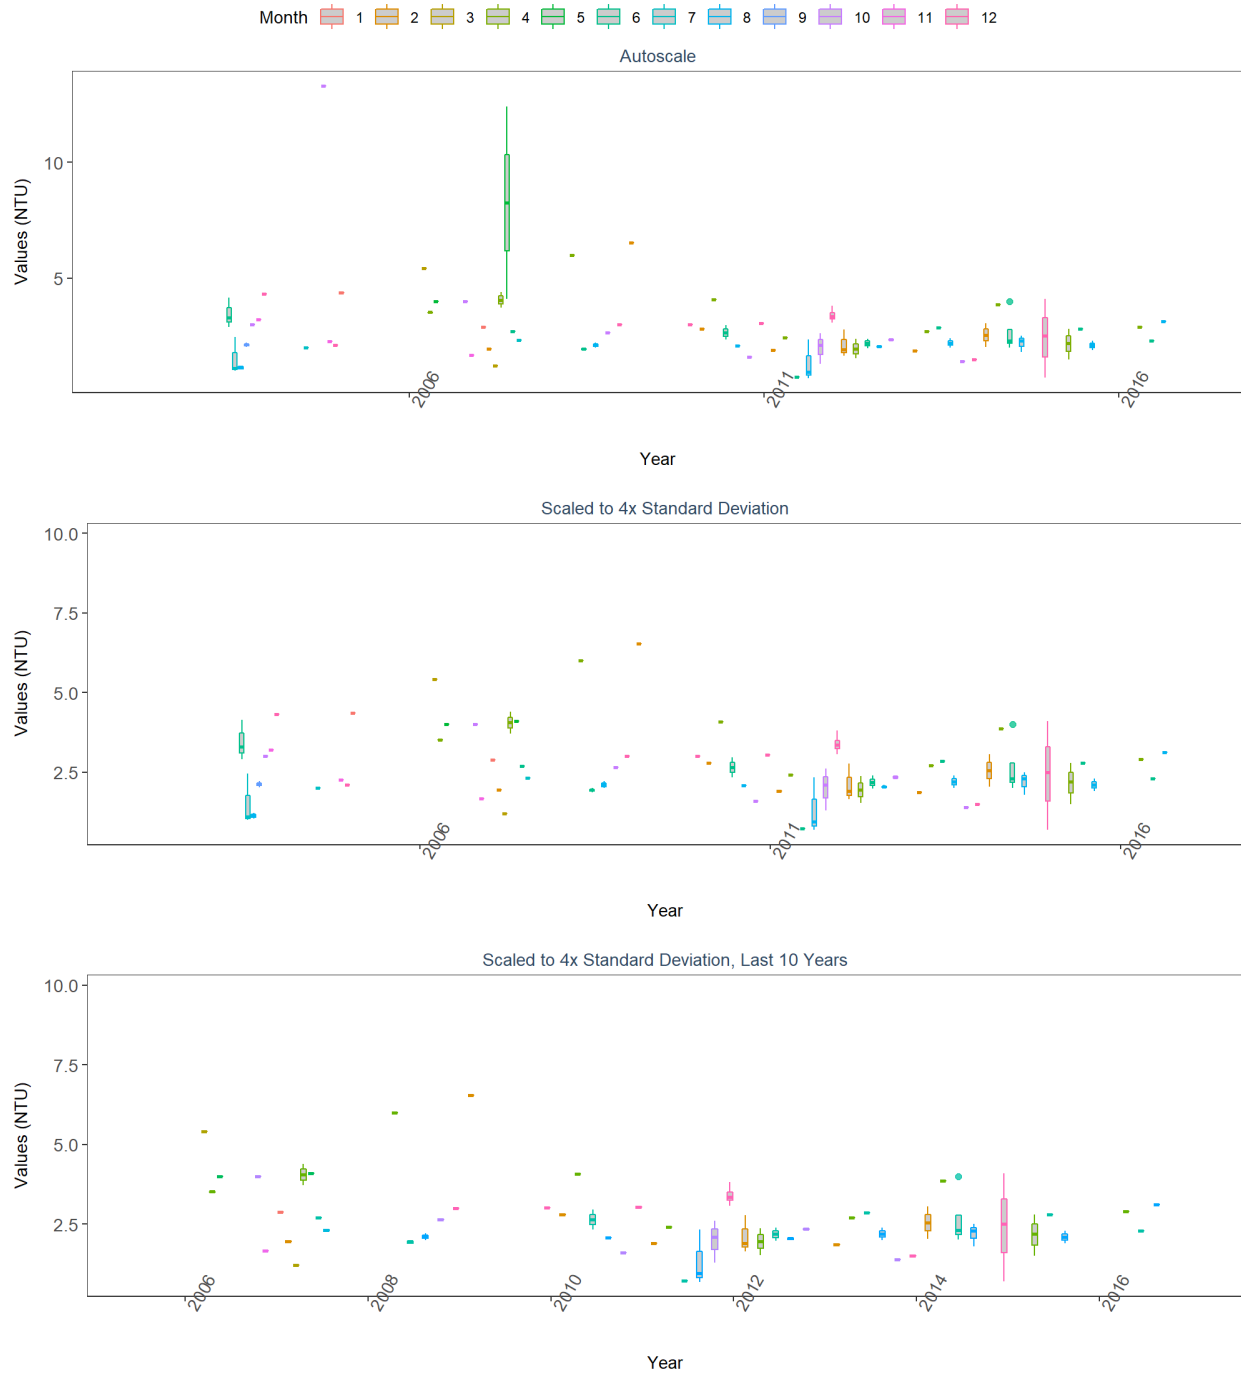 Month 1 2 3 4 5 6 7 8 9 10 11 12
Autoscale
Values (NTU)
10
5
2006 2011 2016
Year
Scaled to 4x Standard Deviation
Values (NTU)
10.0
7.5
5.0
2.5
2006 2011 2016
Year
Scaled to 4x Standard Deviation, Last 10 Years
Values (NTU)
10.0
7.5
5.0
2.5
2006 2008 2010 2012 2014 2016
Year